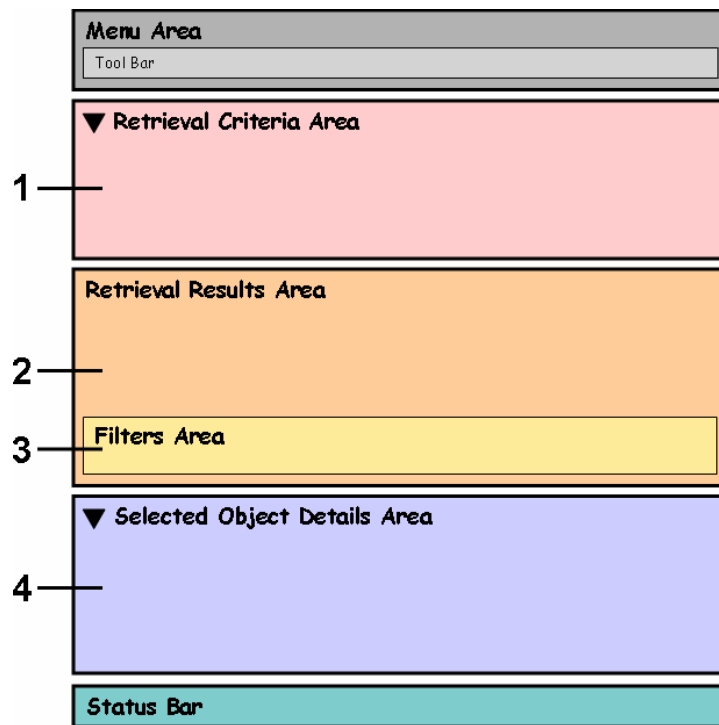 Menu Area
Tool Bar
▼ Retrieval Criteria Area
1
Retrieval Results Area
2
Filters Area
3
▼ Selected Object Details Area
4
Status Bar